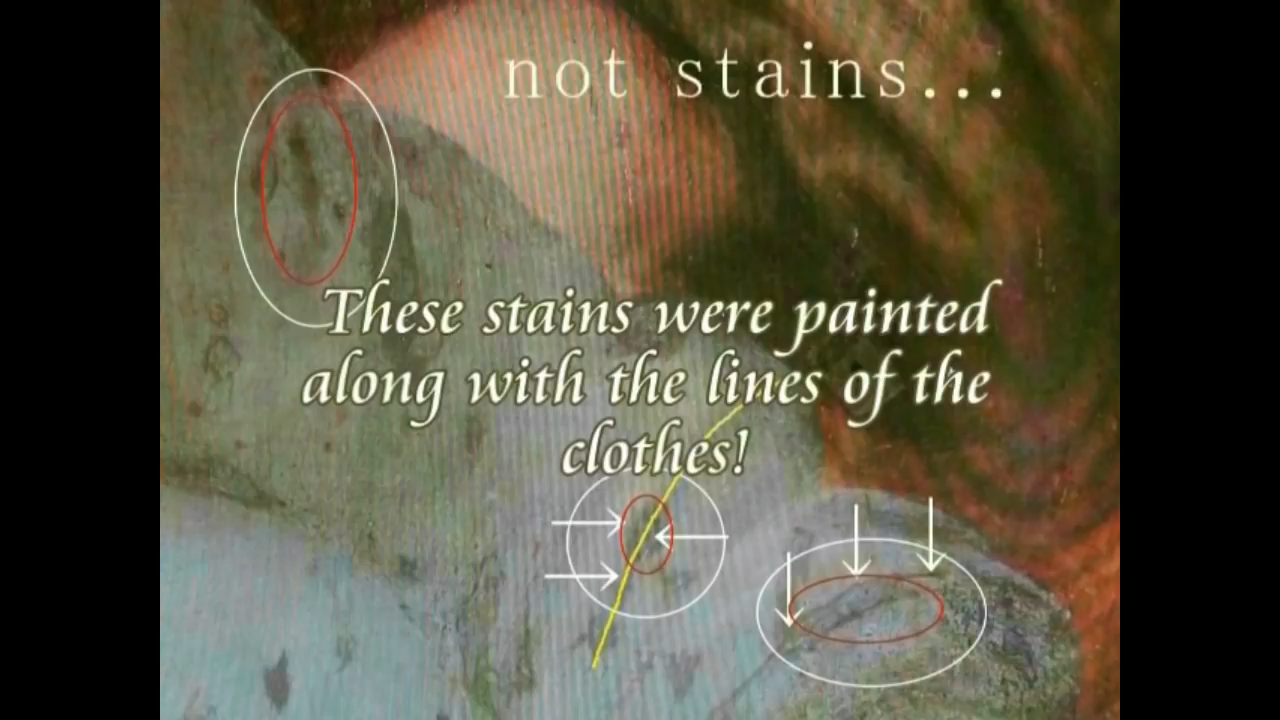 not stains...
These stains were painted
along with the lines of the
clothes!